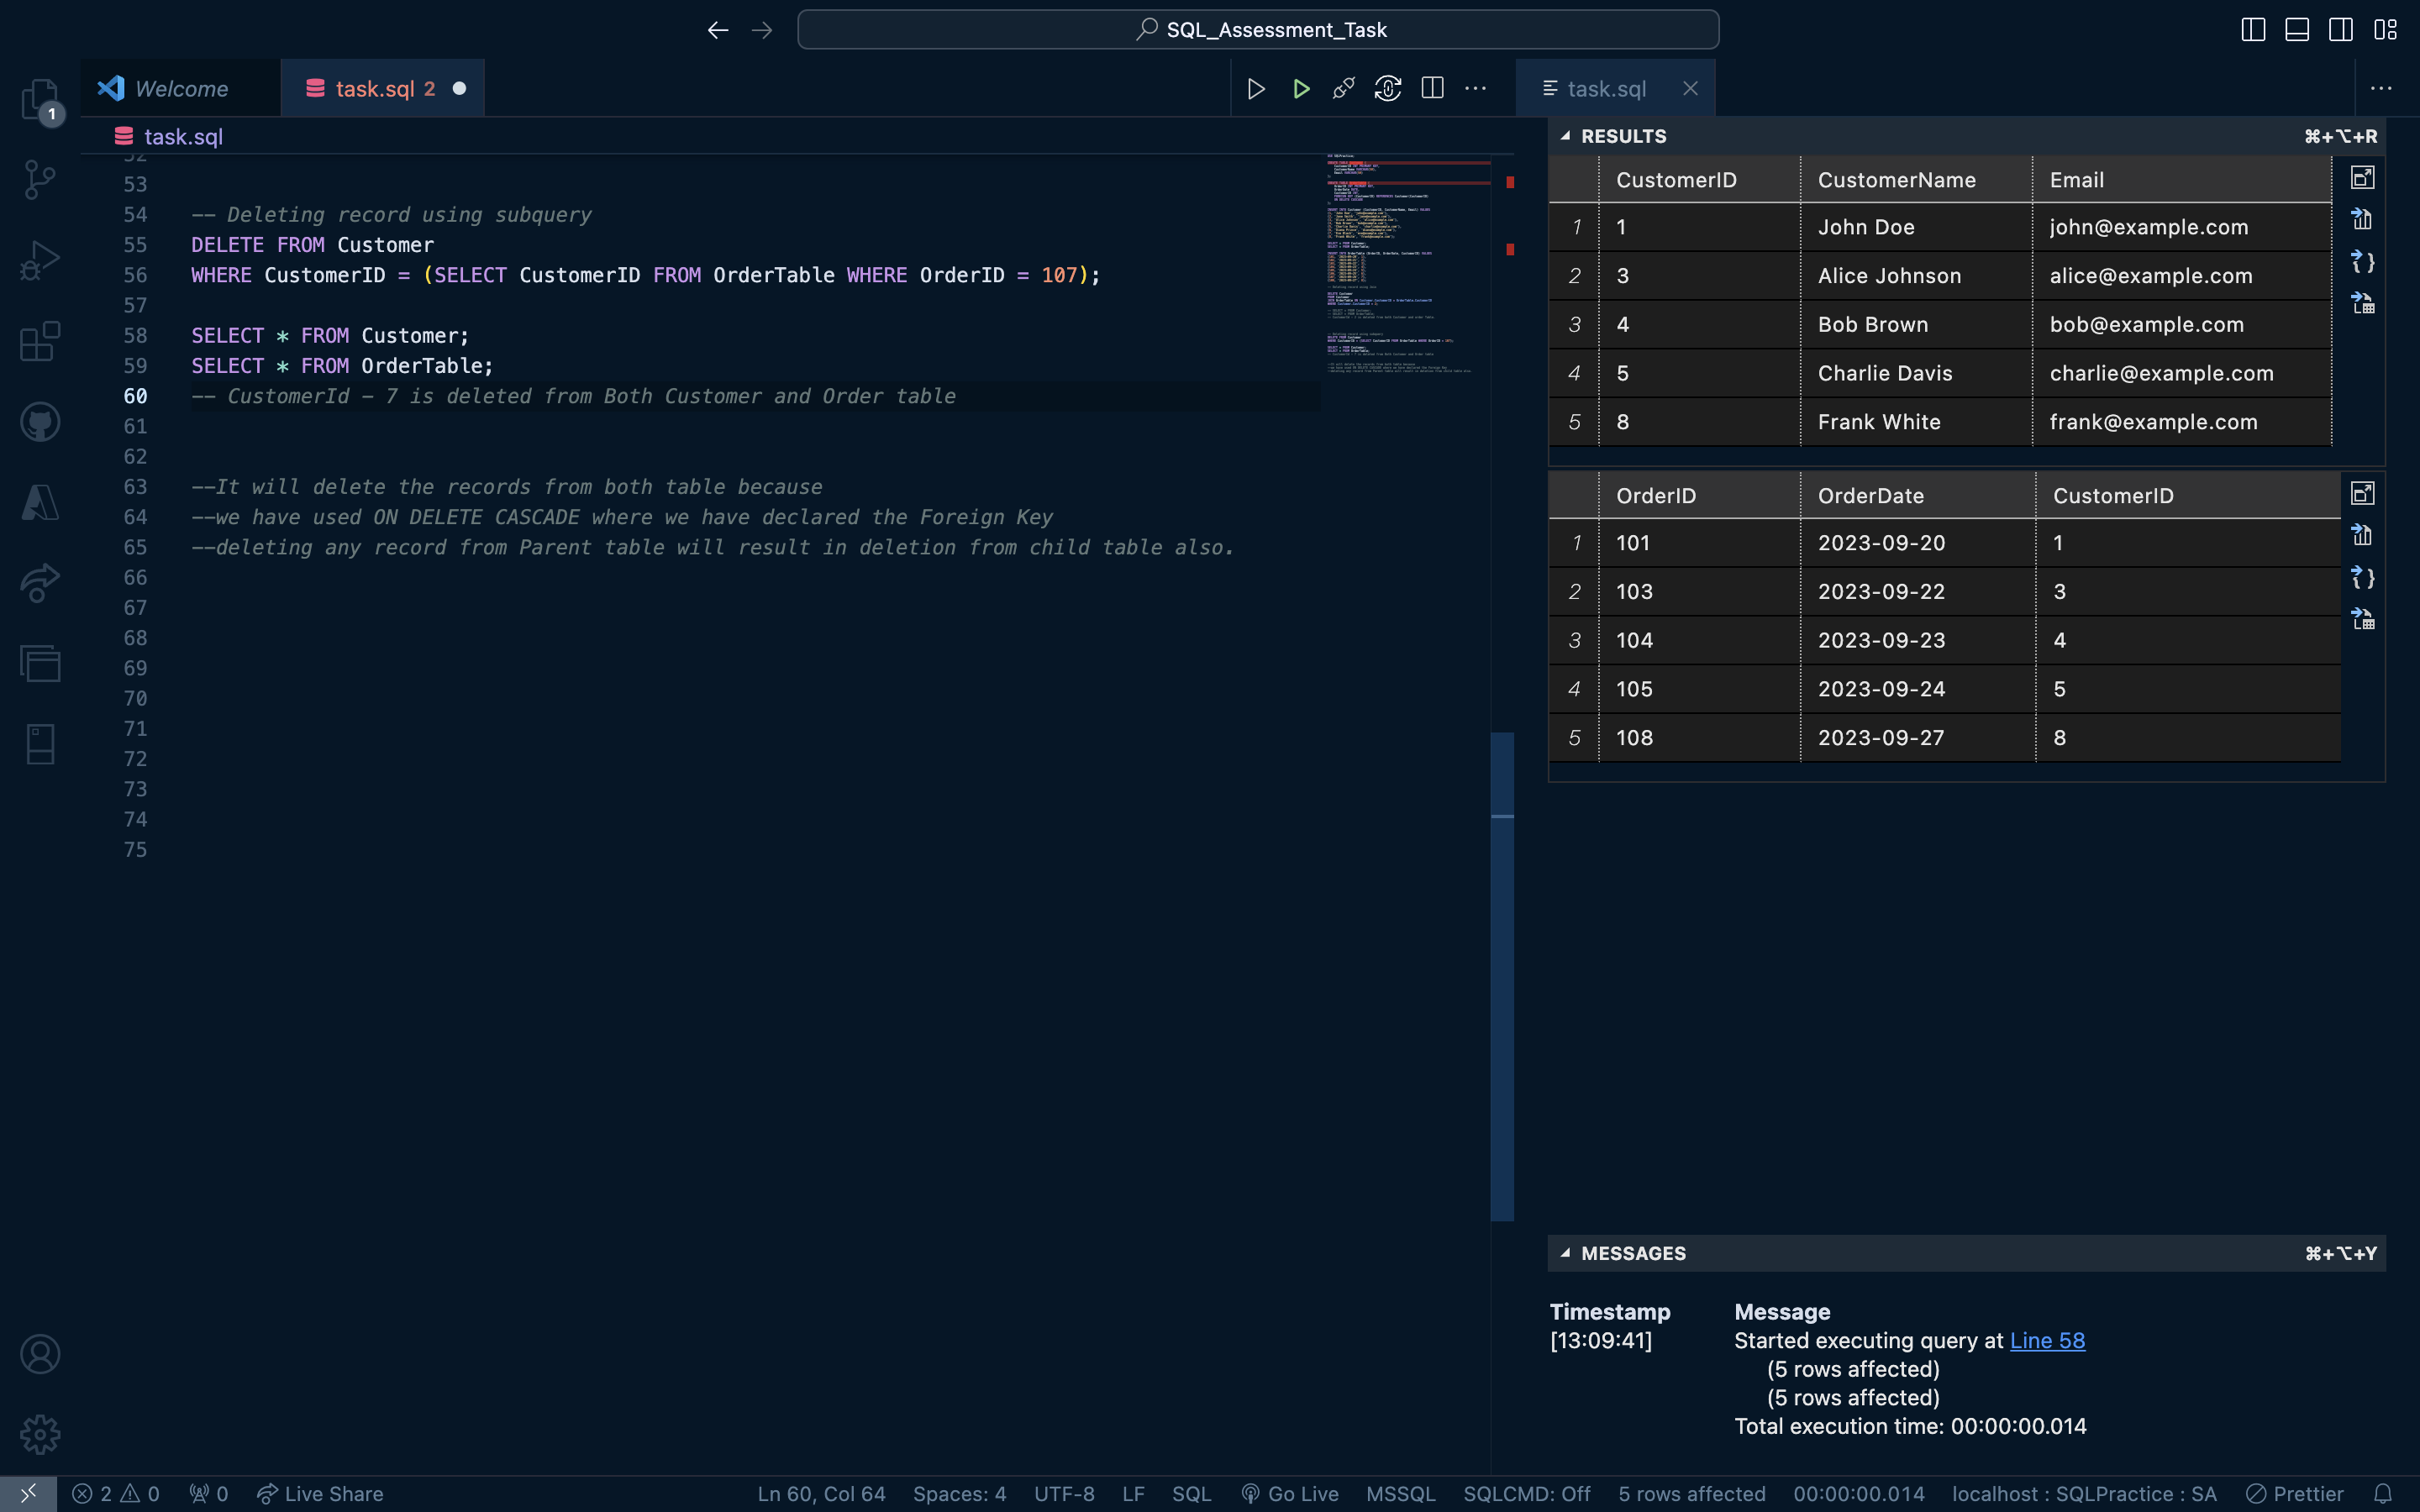 SQL_Assessment_Task
Welcome
task.sql 2
task.sql
1
task.sql
52
53
54 -- Deleting record using subquery
55 DELETE FROM Customer
56 WHERE CustomerID = (SELECT CustomerID FROM OrderTable WHERE OrderID = 107);
57
58 SELECT * FROM Customer;
59 SELECT * FROM OrderTable;
60 -- CustomerId - 7 is deleted from Both Customer and Order table
61
62
63 --It will delete the records from both table because
64 --we have used ON DELETE CASCADE where we have declared the Foreign Key
65 --deleting any record from Parent table will result in deletion from child table also.
66
67
68
69
70
71
72
73
74
75
RESULTS ⌘+⌥+R
CustomerID CustomerName Email
1 1 John Doe john@example.com
2 3 Alice Johnson alice@example.com
3 4 Bob Brown bob@example.com
4 5 Charlie Davis charlie@example.com
5 8 Frank White frank@example.com
OrderID OrderDate CustomerID
1 101 2023-09-20 1
2 103 2023-09-22 3
3 104 2023-09-23 4
4 105 2023-09-24 5
5 108 2023-09-27 8
MESSAGES ⌘+⌥+Y
Timestamp Message
[13:09:41] Started executing query at Line 58
(5 rows affected)
(5 rows affected)
Total execution time: 00:00:00.014
2 0 0 Live Share Ln 60, Col 64 Spaces: 4 UTF-8 LF SQL Go Live MSSQL SQLCMD: Off 5 rows affected 00:00:00.014 localhost : SQLPractice : SA Prettier